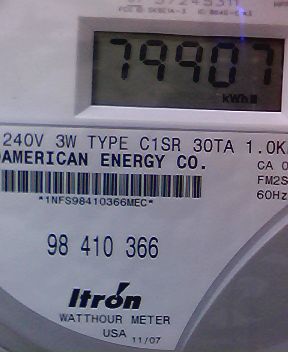 79907
kWh
240V 3W TYPE C1SR 30TA 1.0K
AMERICAN ENERGY CO.
CA 0
FM2S
60Hz
*1NFS98410366MEC*
98 410 366
Itron
WATTHOUR METER
USA 11/07